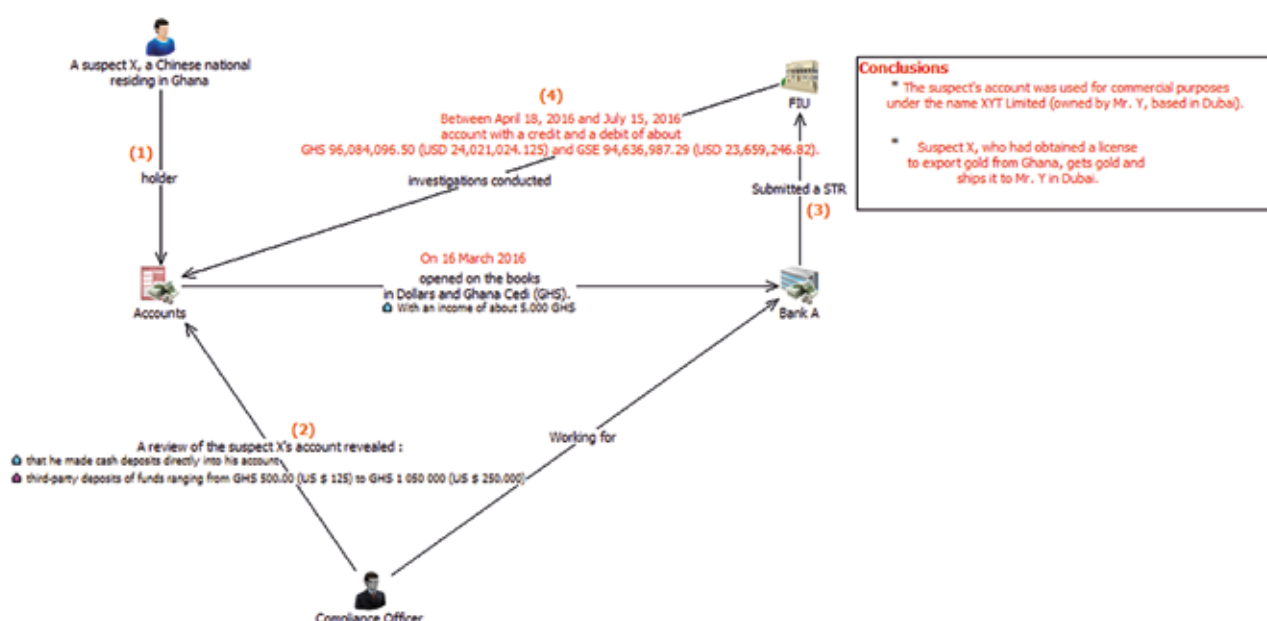 A suspect X, a Chinese national
residing in Ghana
(1)
holder
(4)
Between April 18, 2016 and July 15, 2016
account with a credit and a debit of about
GHS 96,084,096.50 (USD 24,021,024.125) and GSE 94,636,987.29 (USD 23,659,246.82).
investigations conducted
FIU
Submitted a STR
(3)
Conclusions
* The suspect's account was used for commercial purposes
under the name XYT Limited (owned by Mr. Y, based in Dubai).
* Suspect X, who had obtained a license
to export gold from Ghana, gets gold and
ships it to Mr. Y in Dubai.
On 16 March 2016
opened on the books
in Dollars and Ghana Cedi (GHS).
With an income of about 5.000 GHS
Accounts
Bank A
(2)
A review of the suspect X's account revealed :
that he made cash deposits directly into his account
third-party deposits of funds ranging from GHS 500.00 (US $ 125) to GHS 1 050 000 (US $ 250.000)
Working for
Compliance Officer